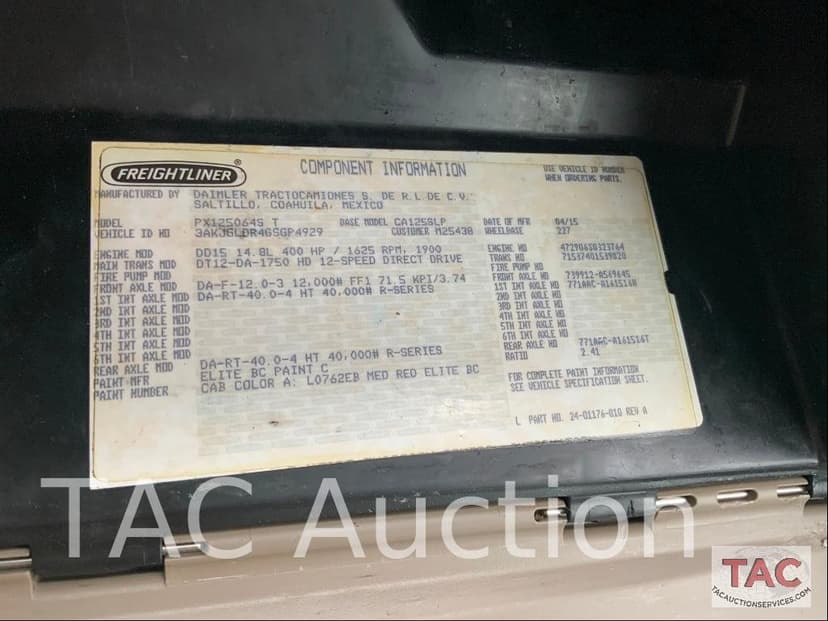 FREIGHTLINER ®
COMPONENT INFORMATION
USE VEHICLE ID NUMBER
WHEN ORDERING PARTS.
MANUFACTURED BY DAIMLER TRACTOCAMIONES S. DE R.L.DE C.V.
SALTILLO, COAHUILA, MEXICO
MODEL PX125064S T BASE MODEL CA125SLP DATE OF MFR 04/15
VEHICLE ID NO 3AKJGLDR4GSGP4929 CUSTOMER M25438 WHEELBASE 227
ENGINE MOD DD15 14.8L 400 HP / 1625 RPM, 1900 ENGINE NO 472906S0323764
MAIN TRANS MOD DT12-DA-1750 HD 12-SPEED DIRECT DRIVE TRANS NO 71537401539820
FIRE PUMP MOD FIRE PUMP NO
FRONT AXLE MOD DA-F-12.0-3 12,000# FF1 71.5 KPI/3.74 FRONT AXLE NO 739912-A569645
1ST INT AXLE MOD DA-RT-40.0-4 HT 40,000# R-SERIES 1ST INT AXLE NO
2ND INT AXLE MOD 2ND INT AXLE NO
3RD INT AXLE MOD 3RD INT AXLE NO
4TH INT AXLE MOD 4TH INT AXLE NO
5TH INT AXLE MOD 5TH INT AXLE NO
6TH INT AXLE MOD 6TH INT AXLE NO
REAR AXLE MOD DA-RT-40.0-4 HT 40,000# R-SERIES REAR AXLE NO 771AGC-A161516T
PAINT MFR ELITE BC PAINT C RATIO 2.41
PAINT NUMBER CAB COLOR A: L0762EB MED RED ELITE BC
FOR COMPLETE PAINT INFORMATION
SEE VEHICLE SPECIFICATION SHEET.
L PART NO. 24-01176-010 REV A
TAC Auction
TAC
TACAUCTIONSERVICES.COM